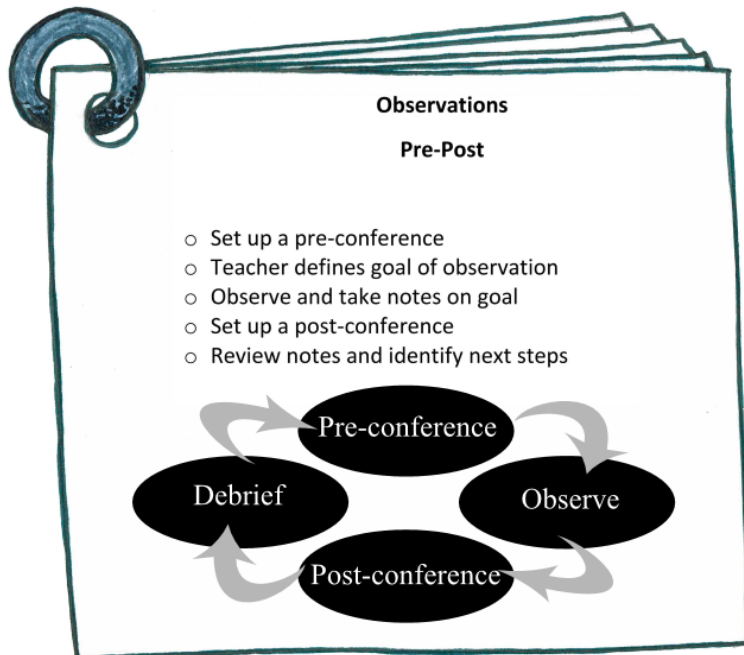 Observations
Pre-Post
o Set up a pre-conference
o Teacher defines goal of observation
o Observe and take notes on goal
o Set up a post-conference
o Review notes and identify next steps
Pre-conference
Debrief
Observe
Post-conference